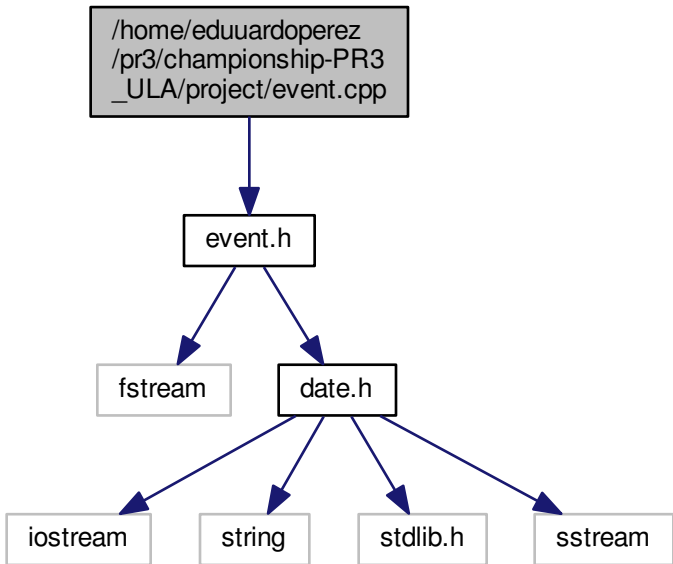 /home/eduuardoperez
/pr3/championship-PR3
_ULA/project/event.cpp
event.h
fstream
date.h
iostream
string
stdlib.h
sstream